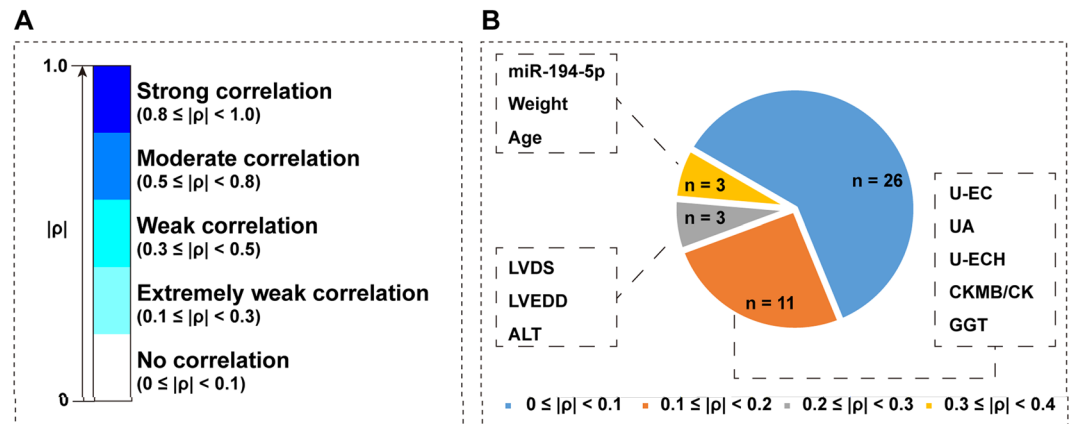 A
1.0
|ρ|
0
Strong correlation
(0.8 ≤ |ρ| < 1.0)
Moderate correlation
(0.5 ≤ |ρ| < 0.8)
Weak correlation
(0.3 ≤ |ρ| < 0.5)
Extremely weak correlation
(0.1 ≤ |ρ| < 0.3)
No correlation
(0 ≤ |ρ| < 0.1)
B
miR-194-5p
Weight
Age
LVDS
LVEDD
ALT
n = 26
n = 3
n = 3
n = 11
U-EC
UA
U-ECH
CKMB/CK
GGT
0 ≤ |ρ| < 0.1 0.1 ≤ |ρ| < 0.2 0.2 ≤ |ρ| < 0.3 0.3 ≤ |ρ| < 0.4